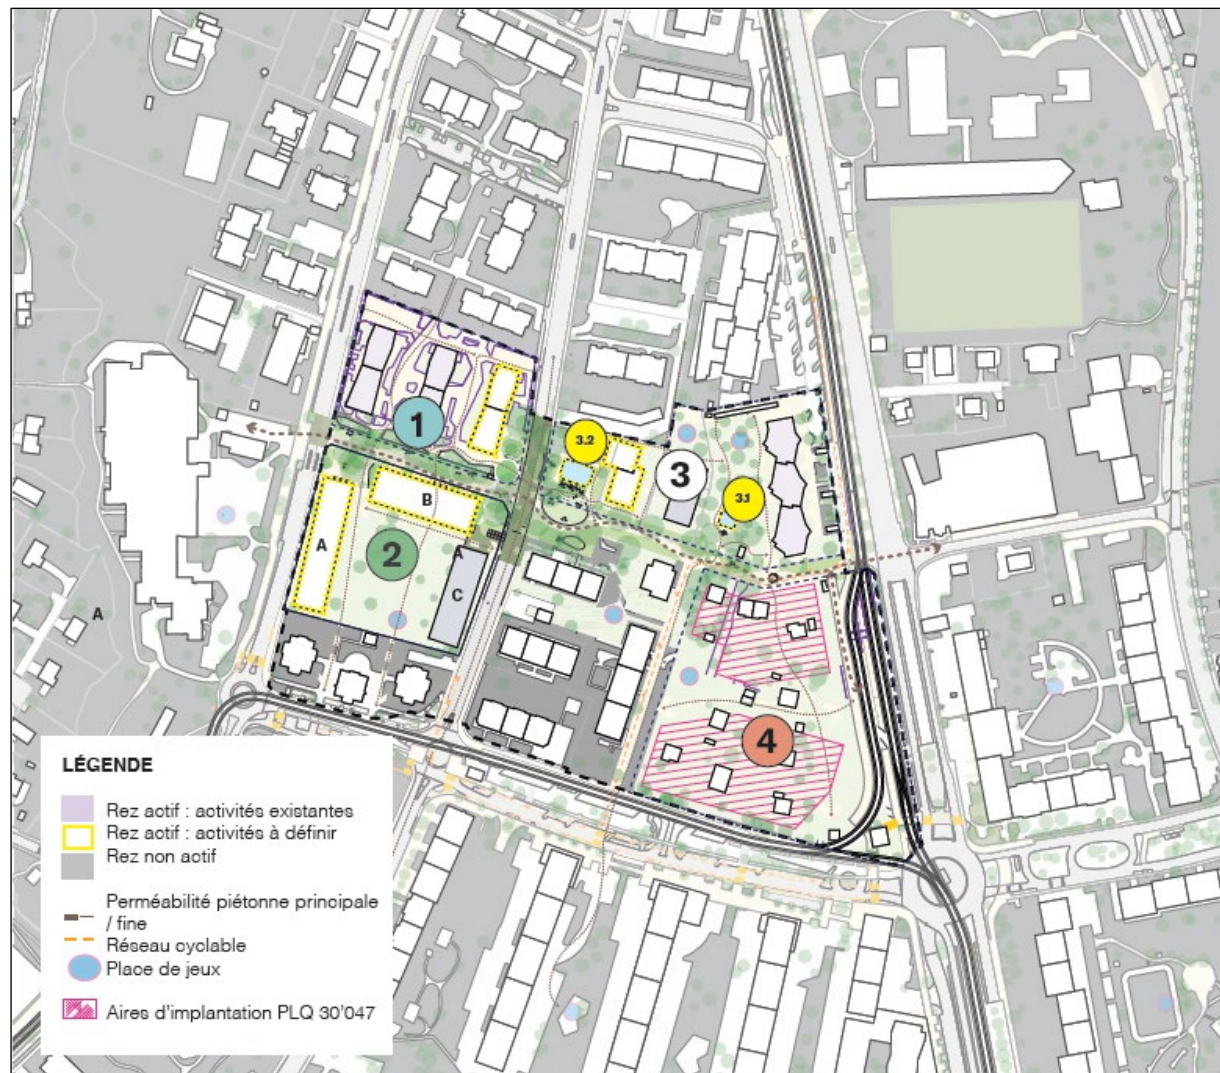 1
3.2
3
3.1
B
A
2
A
C
A
4
LÉGENDE
Rez actif : activités existantes
Rez actif : activités à définir
Rez non actif
Perméabilité piétonne principale
/ fine
Réseau cyclable
Place de jeux
Aires d'implantation PLQ 30'047